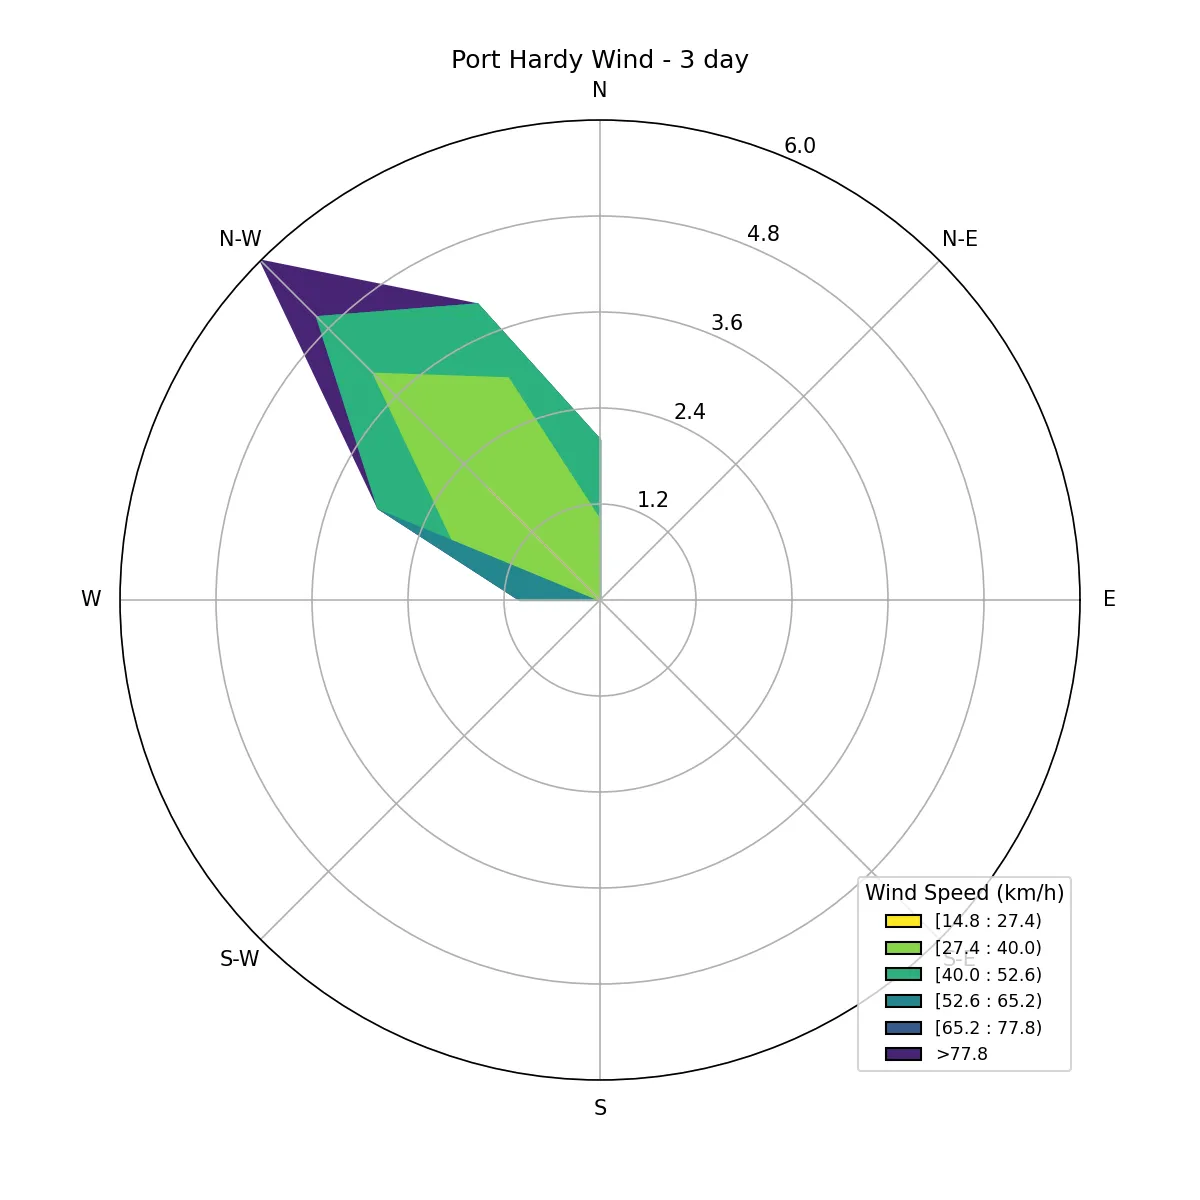 Port Hardy Wind - 3 day
N
6.0
N-W
N-E
4.8
3.6
2.4
1.2
W
E
S-W
S-E
S
Wind Speed (km/h)
[14.8 : 27.4)
[27.4 : 40.0)
[40.0 : 52.6)
[52.6 : 65.2)
[65.2 : 77.8)
>77.8